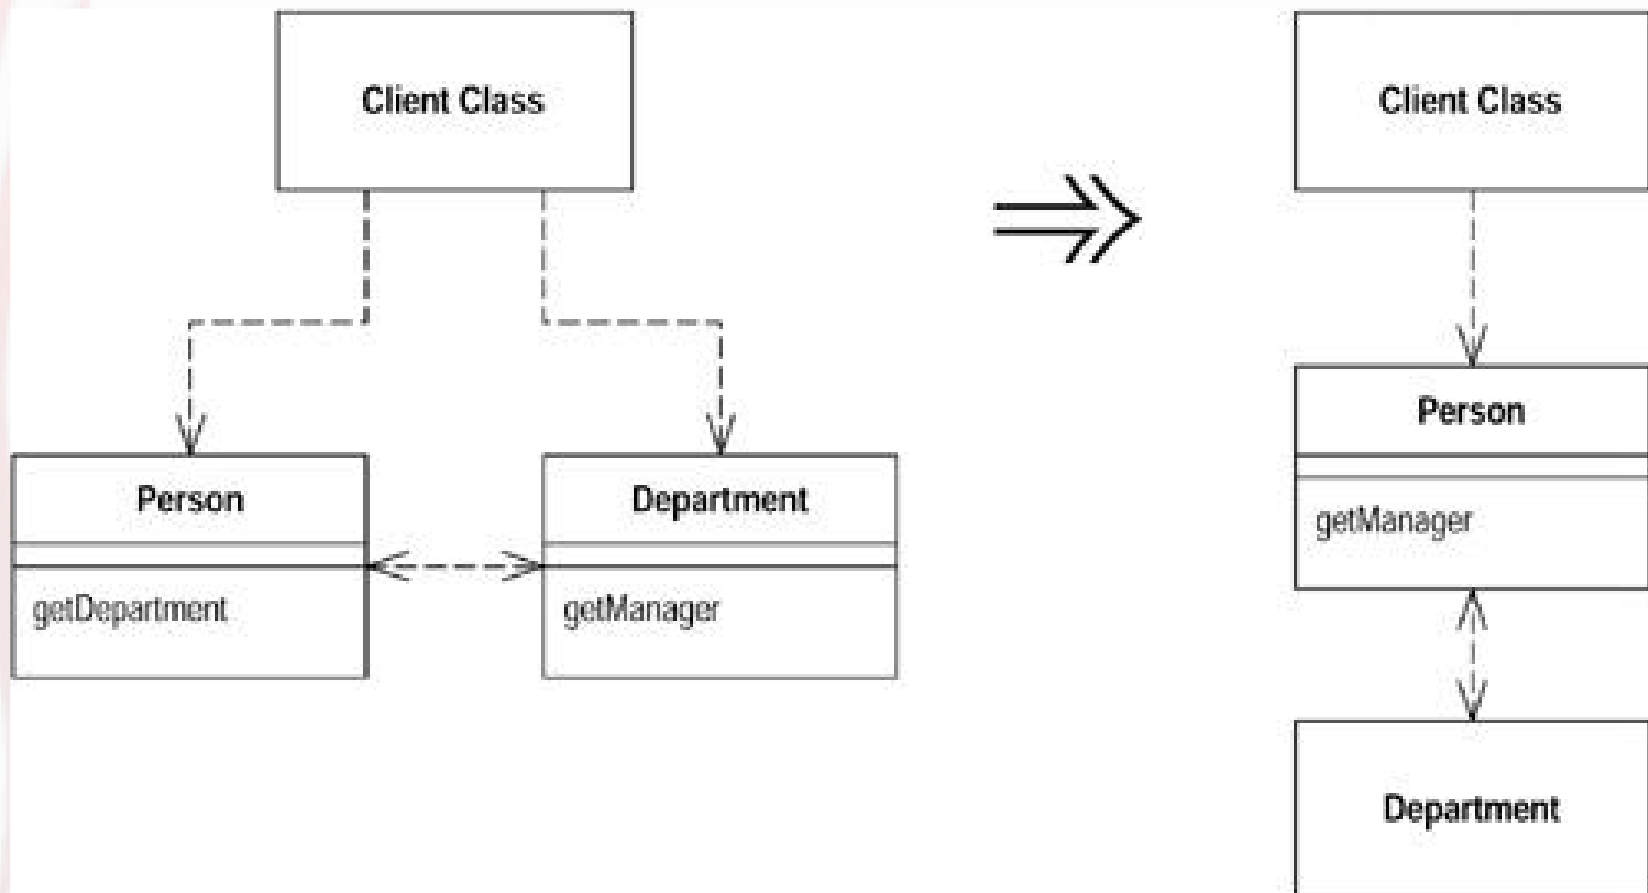 Client Class
Person
getDepartment
Department
getManager
Client Class
Person
getManager
Department